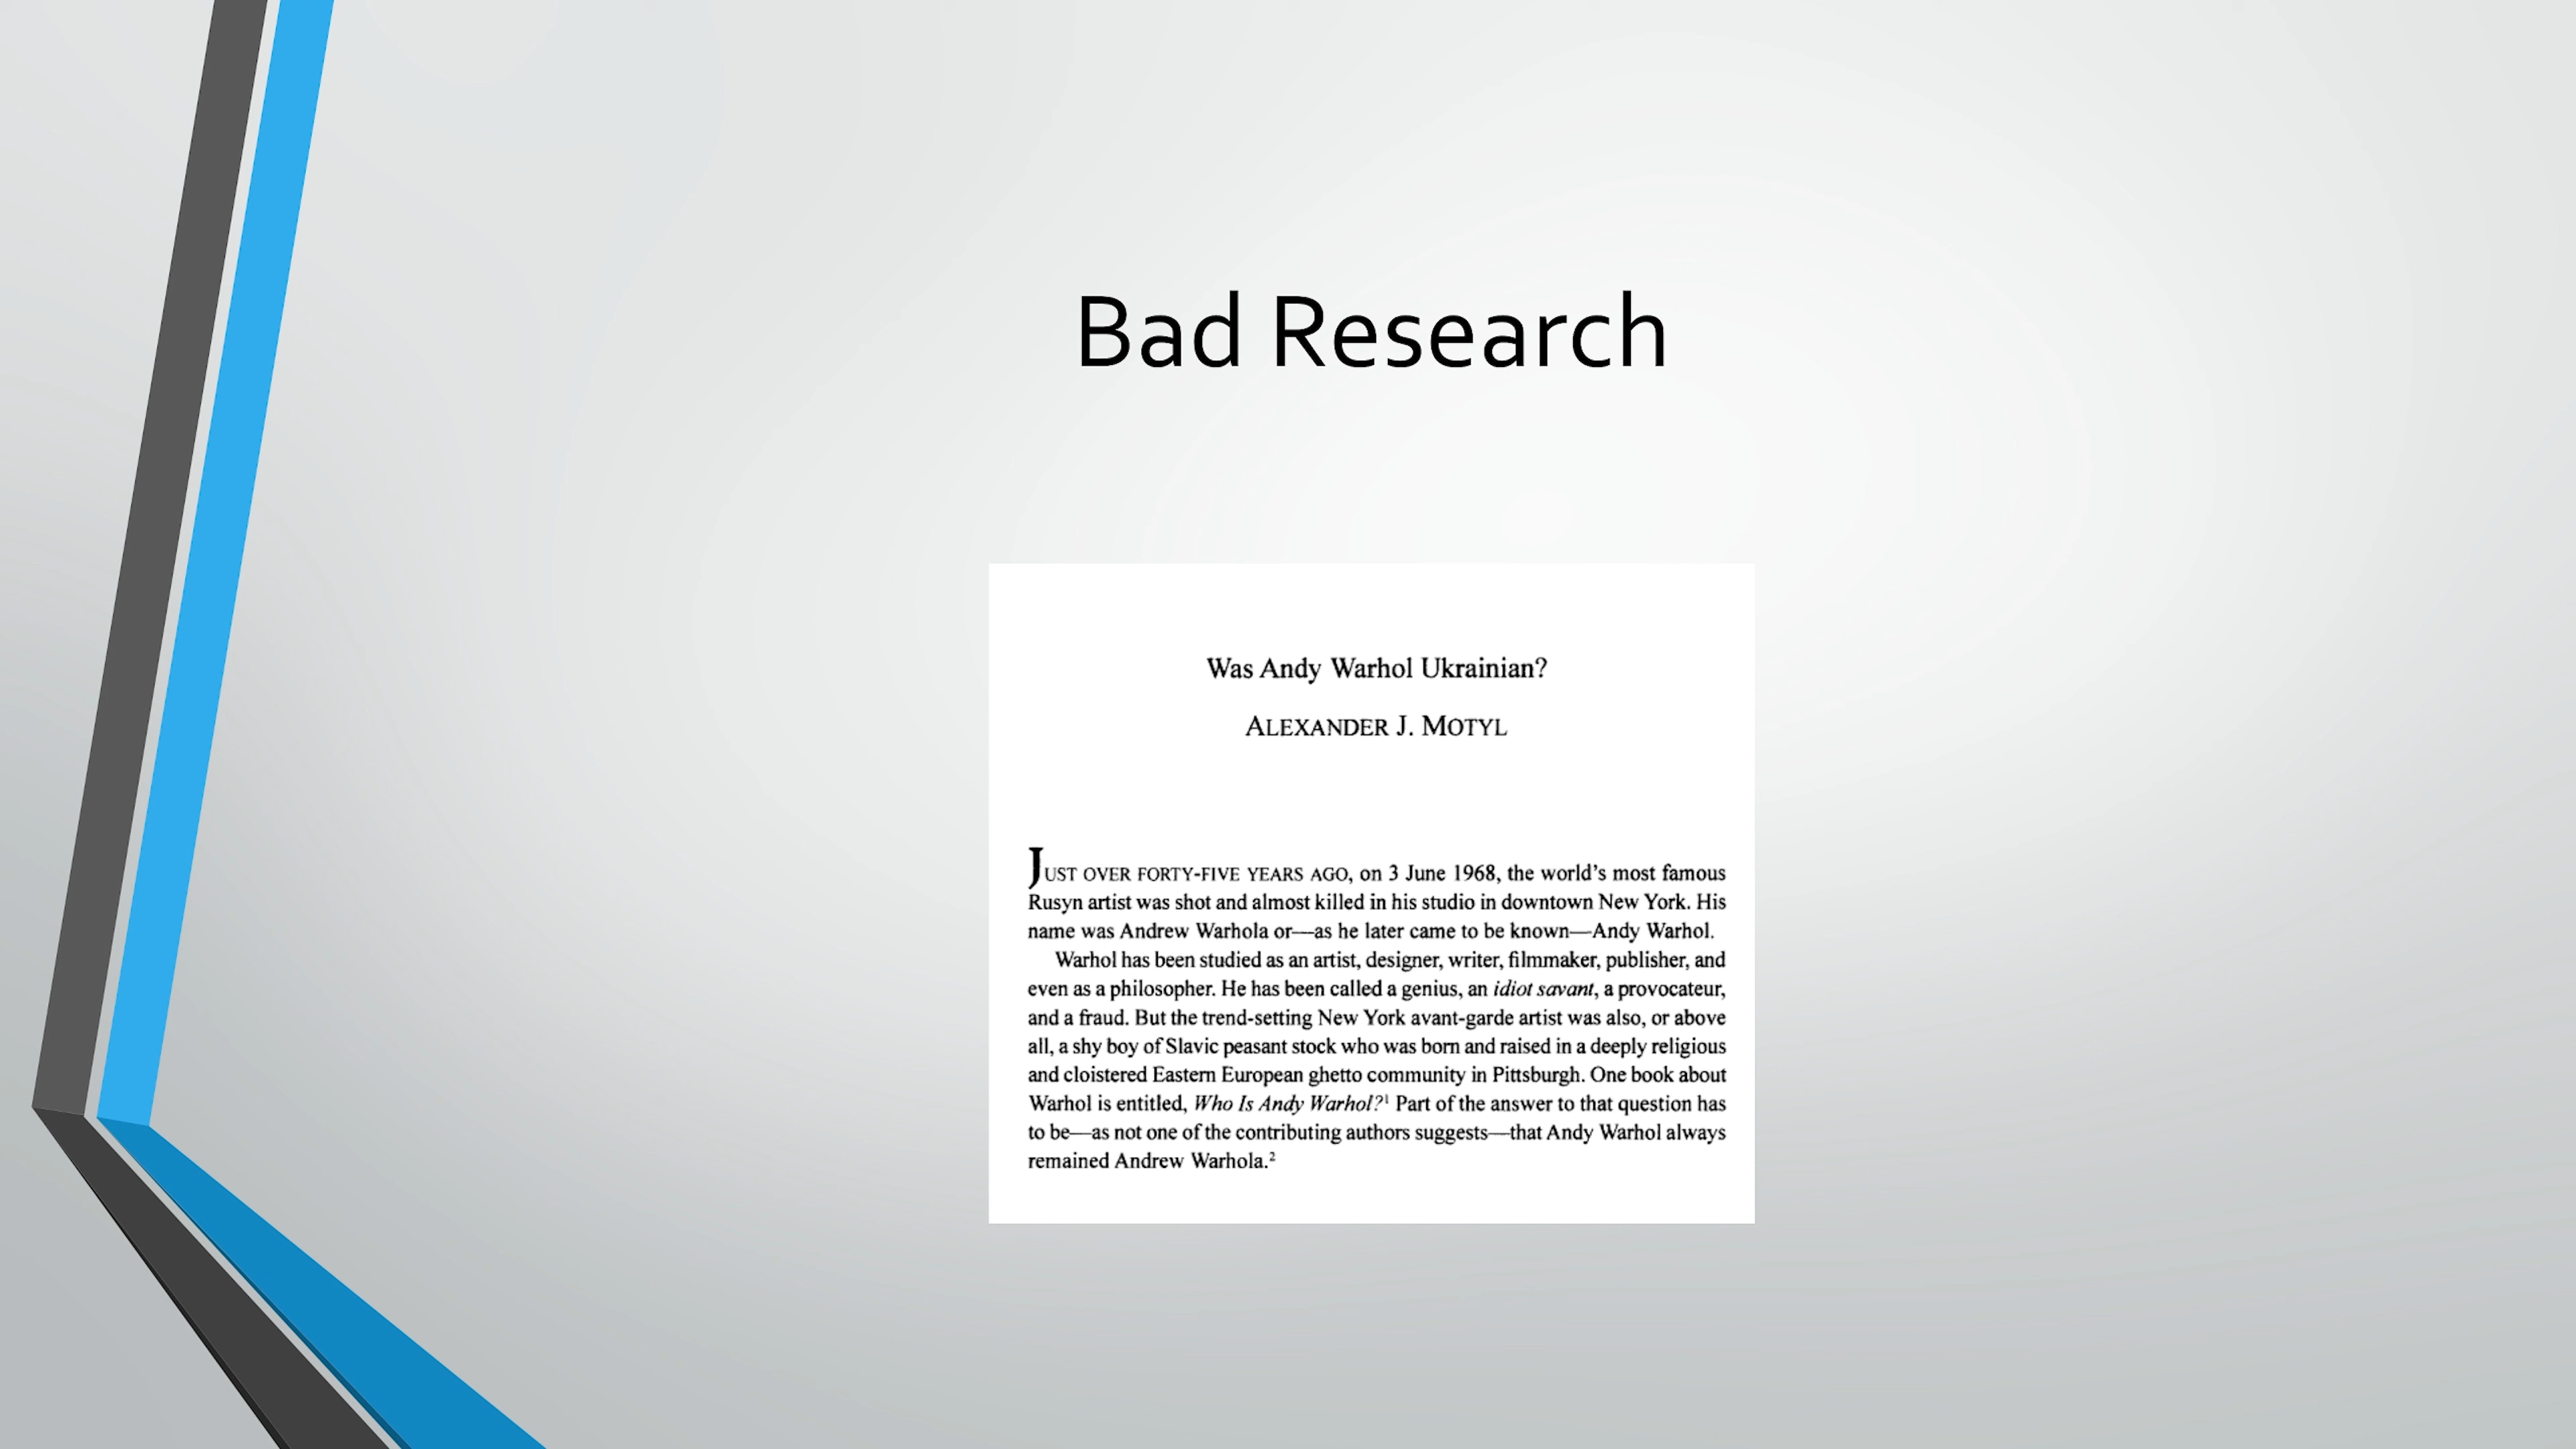 Bad Research
Was Andy Warhol Ukrainian?
ALEXANDER J. MOTYL
JUST OVER FORTY-FIVE YEARS AGO, on 3 June 1968, the world's most famous
Rusyn artist was shot and almost killed in his studio in downtown New York. His
name was Andrew Warhola or—as he later came to be known—Andy Warhol.
Warhol has been studied as an artist, designer, writer, filmmaker, publisher, and
even as a philosopher. He has been called a genius, an idiot savant, a provocateur,
and a fraud. But the trend-setting New York avant-garde artist was also, or above
all, a shy boy of Slavic peasant stock who was born and raised in a deeply religious
and cloistered Eastern European ghetto community in Pittsburgh. One book about
Warhol is entitled, Who Is Andy Warhol?¹ Part of the answer to that question has
to be—as not one of the contributing authors suggests—that Andy Warhol always
remained Andrew Warhola.²